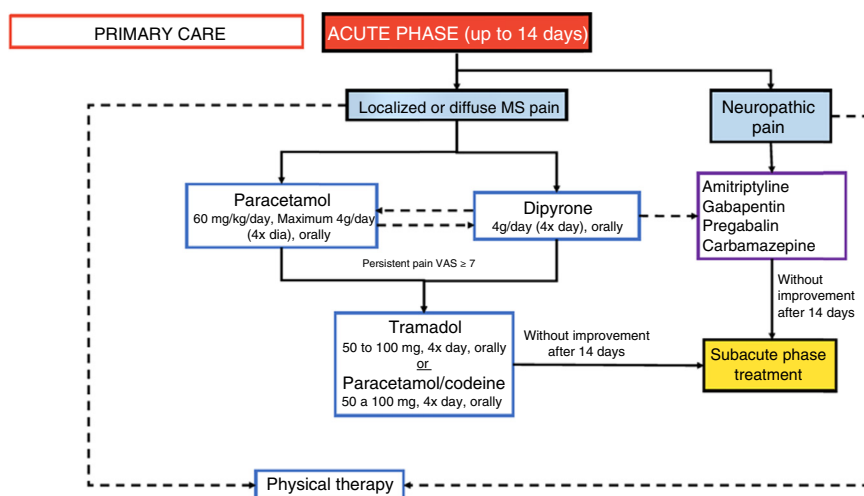 PRIMARY CARE
ACUTE PHASE (up to 14 days)
Localized or diffuse MS pain
Neuropathic
pain
Paracetamol
60 mg/kg/day, Maximum 4g/day
(4x dia), orally
Dipyrone
4g/day (4x day), orally
Amitriptyline
Gabapentin
Pregabalin
Carbamazepine
Persistent pain VAS ≥ 7
Without
improvement
after 14 days
Tramadol
50 to 100 mg, 4x day, orally
or
Paracetamol/codeine
50 a 100 mg, 4x day, orally
Without improvement
after 14 days
Subacute phase
treatment
Physical therapy